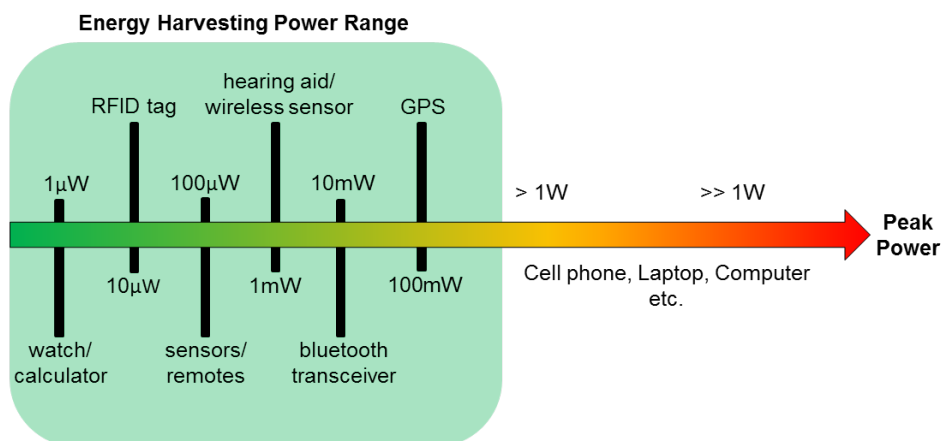 Energy Harvesting Power Range
hearing aid/
wireless sensor
RFID tag
GPS
1µW
100µW
10mW
> 1W
>> 1W
Peak
Power
10µW
1mW
100mW
Cell phone, Laptop, Computer
etc.
watch/
calculator
sensors/
remotes
bluetooth
transceiver